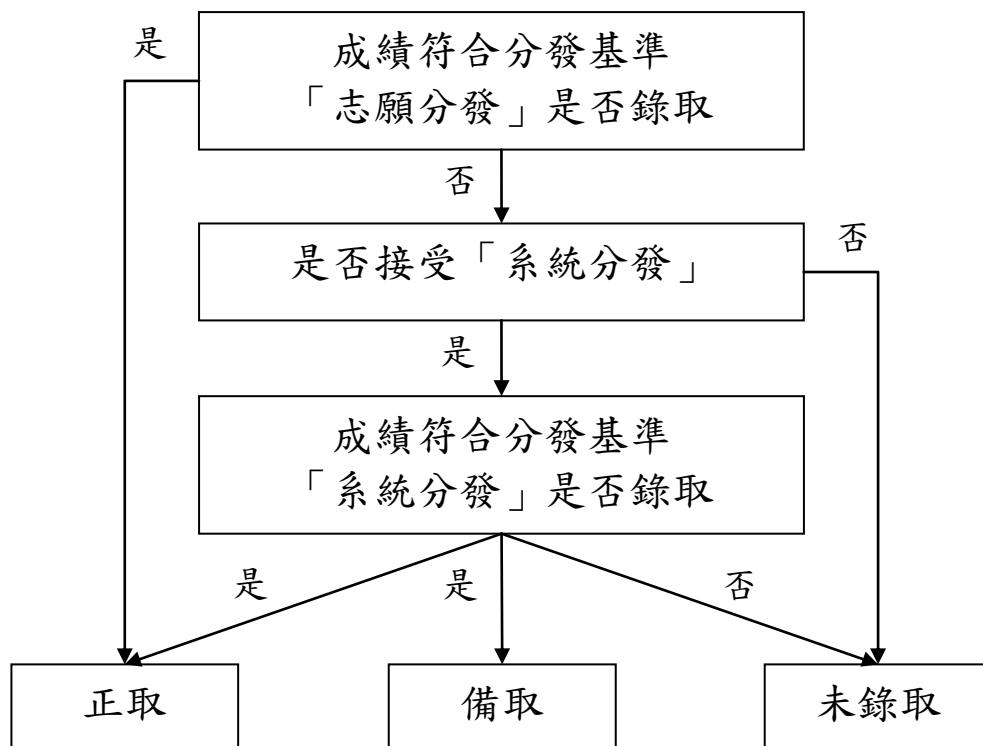 是
成績符合分發基準
「志願分發」是否錄取
否
是否接受「系統分發」
否
是
成績符合分發基準
「系統分發」是否錄取
是
是
否
正取
備取
未錄取